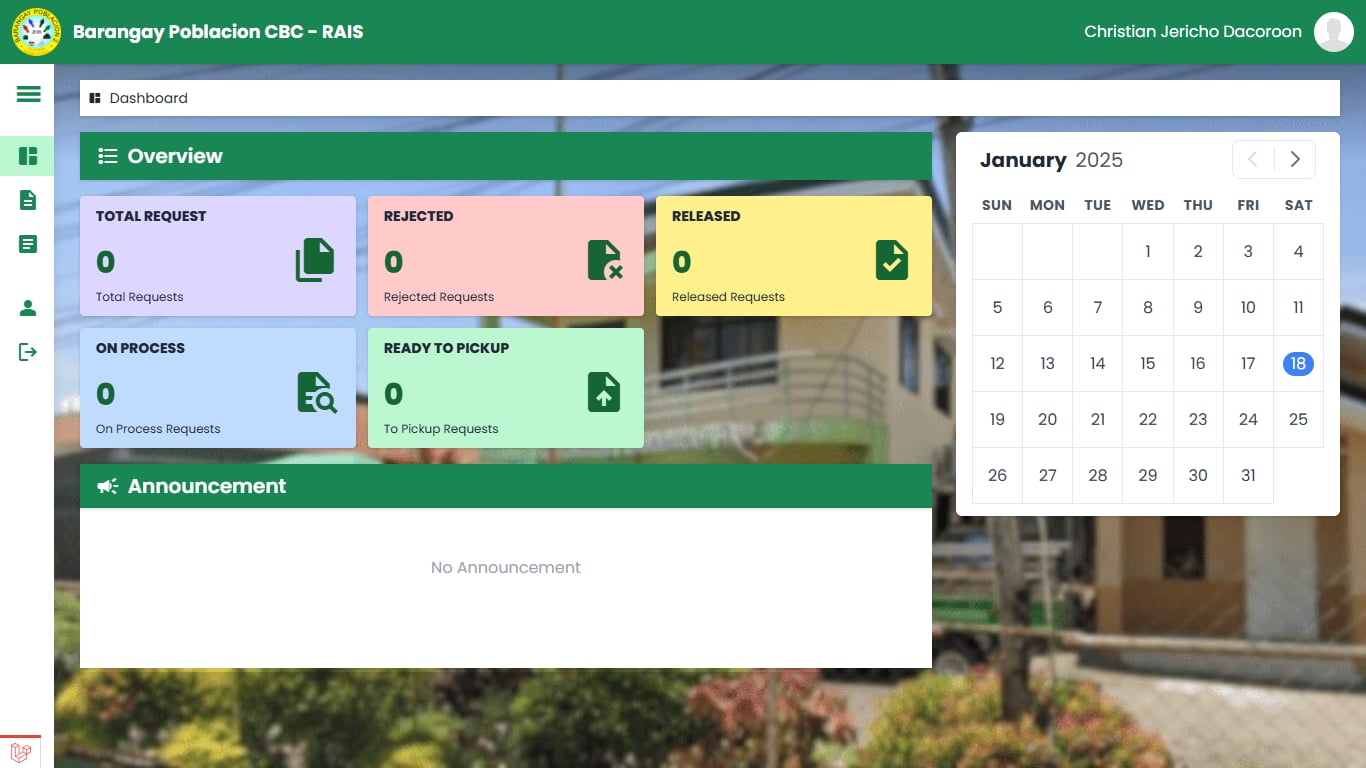 Barangay Poblacion CBC - RAIS
Christian Jericho Dacoroon
Dashboard
Overview
TOTAL REQUEST
0
Total Requests
REJECTED
0
Rejected Requests
RELEASED
0
Released Requests
ON PROCESS
0
On Process Requests
READY TO PICKUP
0
To Pickup Requests
Announcement
No Announcement
January 2025
SUN MON TUE WED THU FRI SAT
1 2 3 4
5 6 7 8 9 10 11
12 13 14 15 16 17 18
19 20 21 22 23 24 25
26 27 28 29 30 31